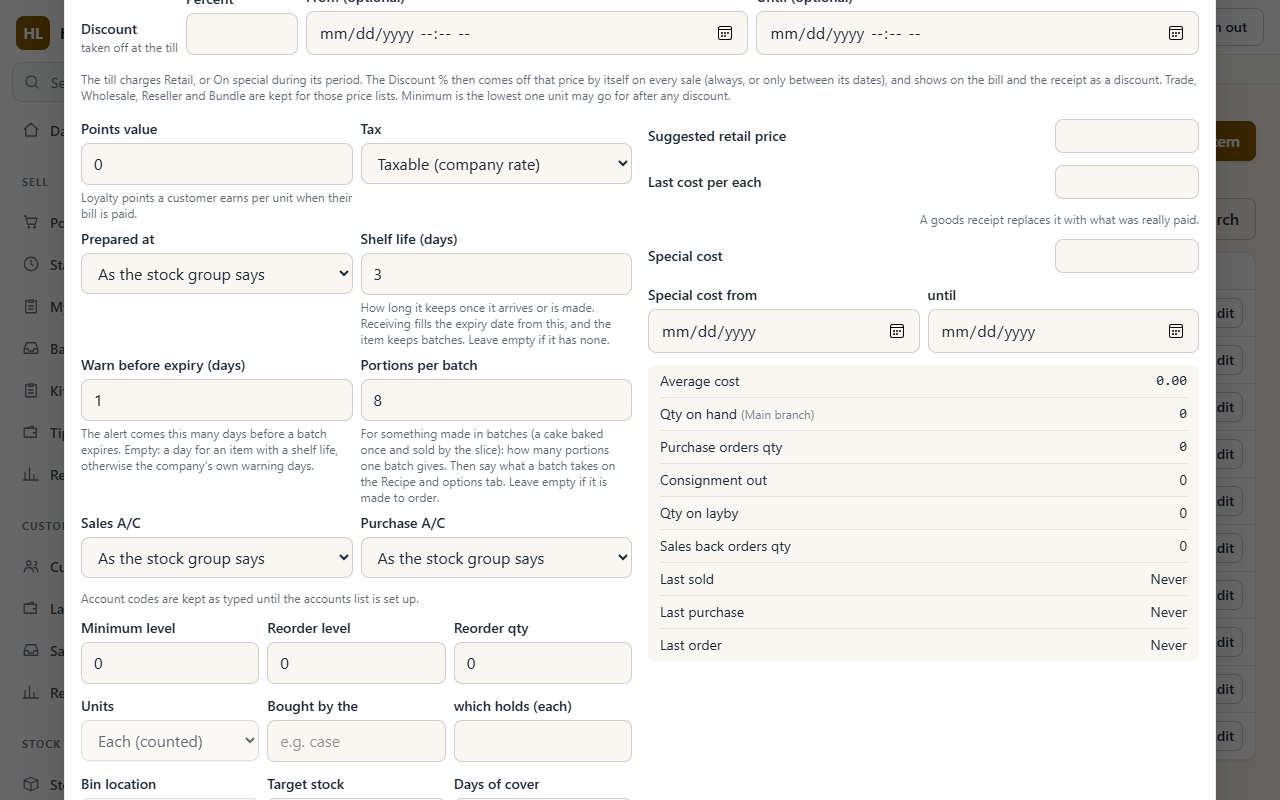 HL
Discount
taken off at the till
mm/dd/yyyy --:-- --
mm/dd/yyyy --:-- --
The till charges Retail, or On special during its period. The Discount % then comes off that price by itself on every sale (always, or only between its dates), and shows on the bill and the receipt as a discount. Trade,
Wholesale, Reseller and Bundle are kept for those price lists. Minimum is the lowest one unit may go for after any discount.
Points value
Tax
0
Taxable (company rate)
Loyalty points a customer earns per unit when their
bill is paid.
Suggested retail price
Last cost per each
A goods receipt replaces it with what was really paid.
Prepared at
Shelf life (days)
As the stock group says
3
How long it keeps once it arrives or is made.
Receiving fills the expiry date from this, and the
item keeps batches. Leave empty if it has none.
Special cost
Special cost from
until
mm/dd/yyyy
mm/dd/yyyy
Warn before expiry (days)
Portions per batch
1
8
The alert comes this many days before a batch
expires. Empty: a day for an item with a shelf life,
otherwise the company's own warning days.
For something made in batches (a cake baked
once and sold by the slice): how many portions
one batch gives. Then say what a batch takes on
the Recipe and options tab. Leave empty if it is
made to order.
Average cost 0.00
Qty on hand (Main branch) 0
Purchase orders qty 0
Consignment out 0
Qty on layby 0
Sales back orders qty 0
Last sold Never
Last purchase Never
Last order Never
Sales A/C
Purchase A/C
As the stock group says
As the stock group says
Account codes are kept as typed until the accounts list is set up.
Minimum level
Reorder level
Reorder qty
0
0
0
Units
Bought by the
which holds (each)
Each (counted)
e.g. case
Bin location
Target stock
Days of cover
SELL
STOCK